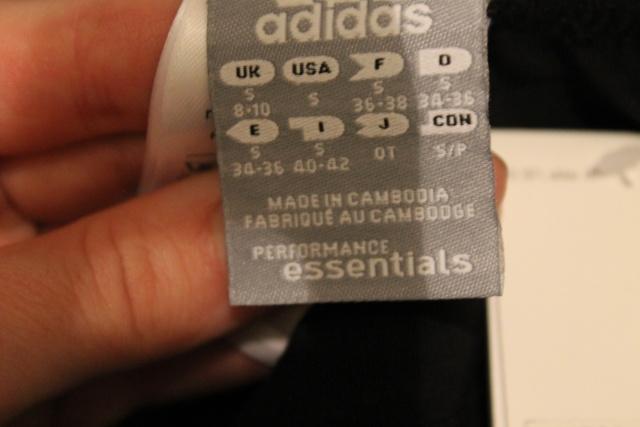 adidas
UK USA F D
S S S S
8-10 36-38 34-36
E I J CDN
S S OT S/P
34-36 40-42
MADE IN CAMBODIA
FABRIQUÉ AU CAMBODGE
PERFORMANCE
essentials